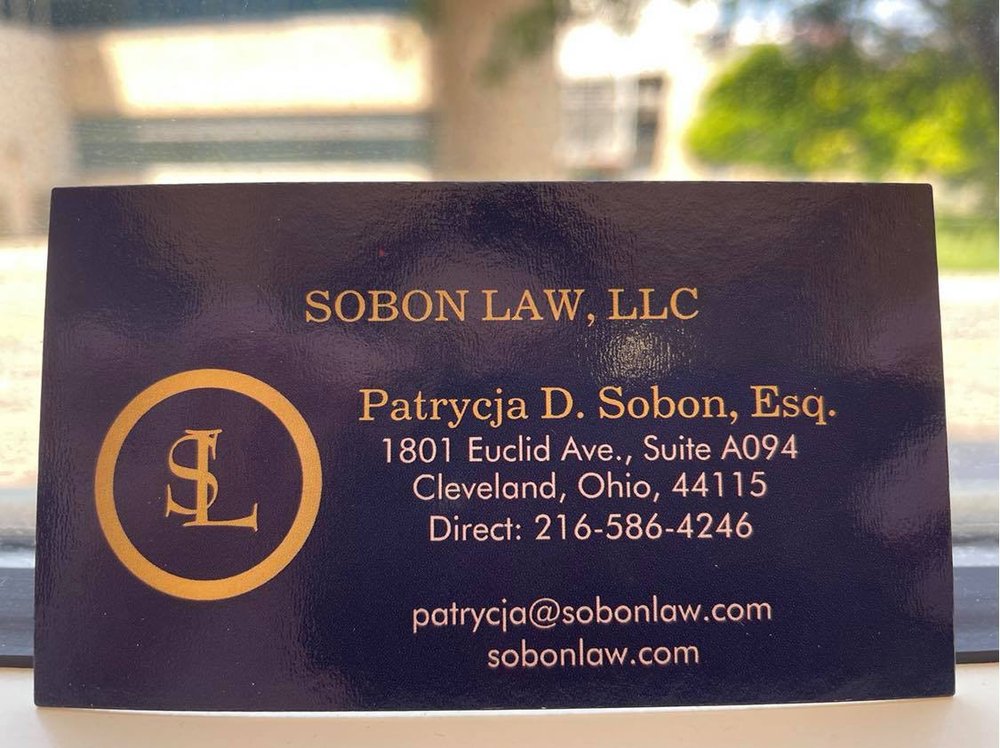 SOBON LAW, LLC
SL
Patrycja D. Sobon, Esq.
1801 Euclid Ave., Suite A094
Cleveland, Ohio, 44115
Direct: 216-586-4246
patrycja@sobonlaw.com
sobonlaw.com